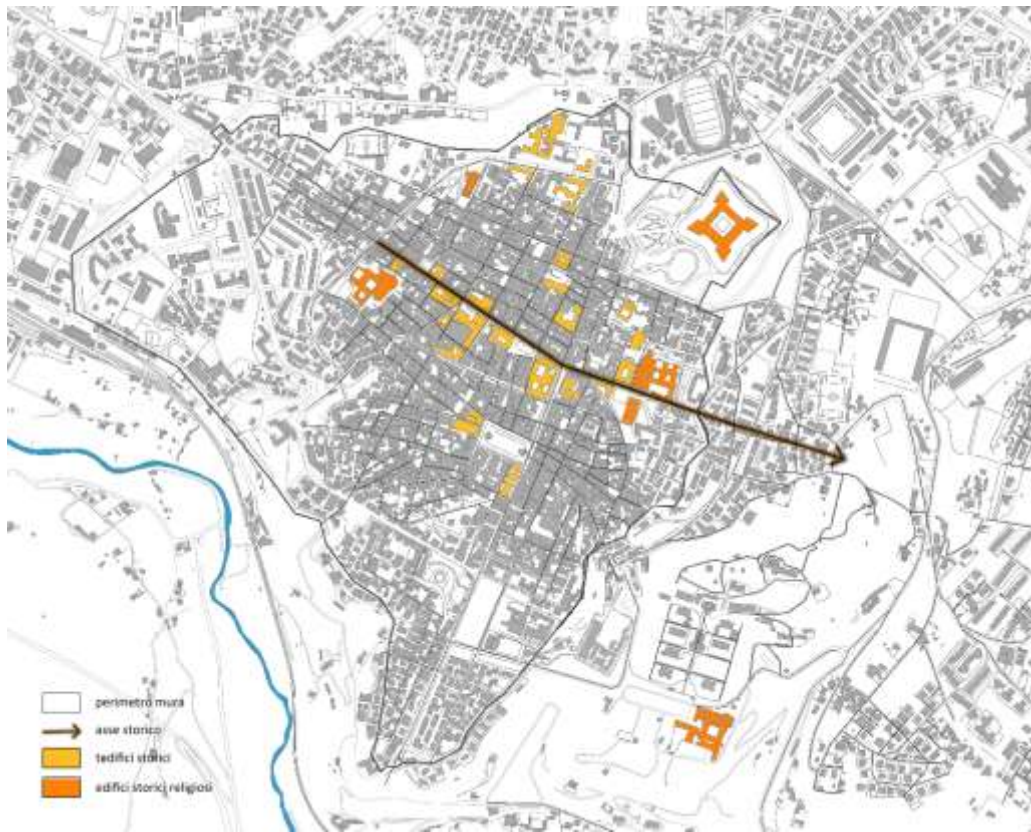 perimetro mura
asse storico
tedifici storici
edifici storici religiosi